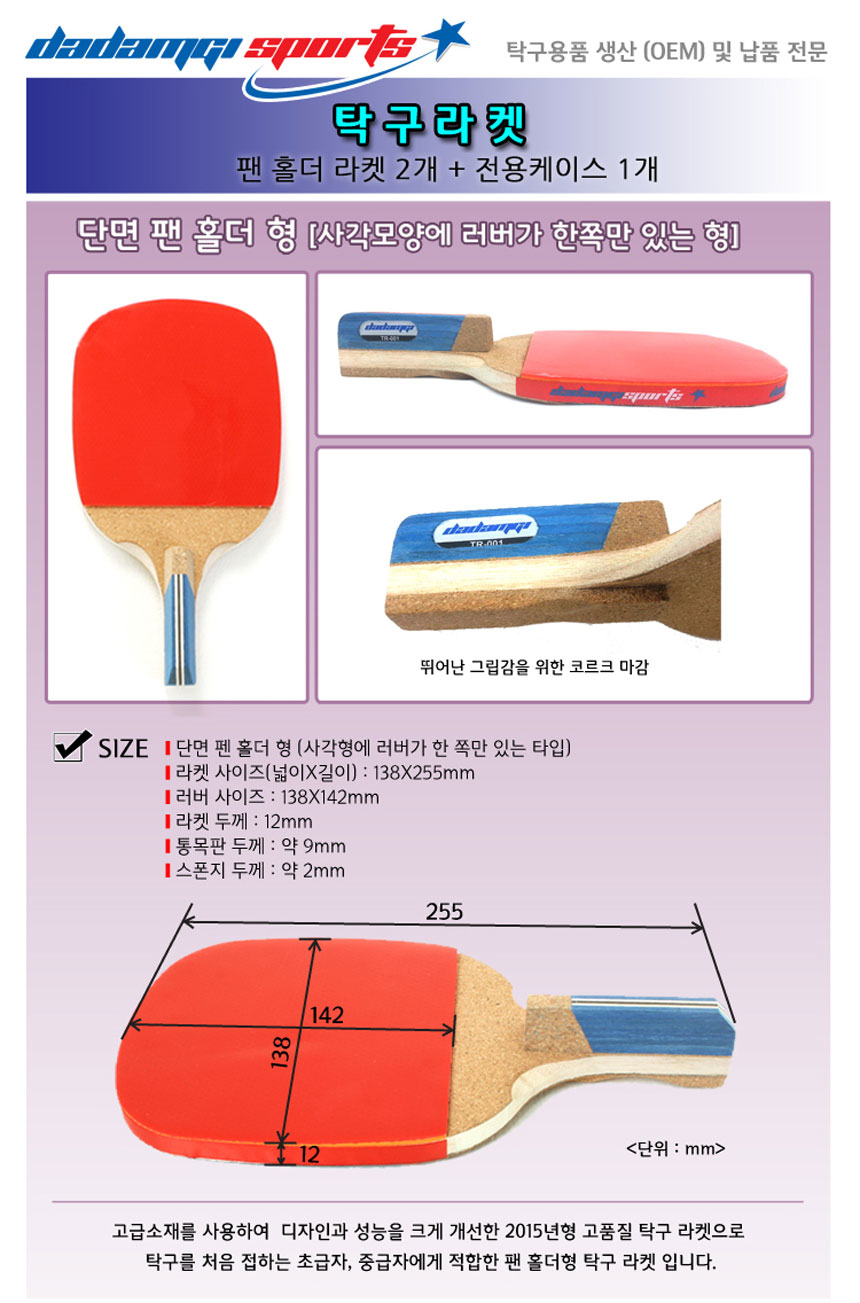 dadamgi sports
탁구용품 생산 (OEM) 및 납품 전문
탁구라켓
팬 홀더 라켓 2개 + 전용케이스 1개
단면 팬 홀더 형 [사각모양에 러버가 한쪽만 있는 형]
dadamgi
TR-001
dadamgisports
dadamgi
TR-001
뛰어난 그립감을 위한 코르크 마감
SIZE
단면 펜 홀더 형 (사각형에 러버가 한 쪽만 있는 타입)
라켓 사이즈(넓이X길이) : 138X255mm
러버 사이즈 : 138X142mm
라켓 두께 : 12mm
통목판 두께 : 약 9mm
스폰지 두께 : 약 2mm
255
142
138
12
<단위 : mm>
고급소재를 사용하여 디자인과 성능을 크게 개선한 2015년형 고품질 탁구 라켓으로
탁구를 처음 접하는 초급자, 중급자에게 적합한 팬 홀더형 탁구 라켓 입니다.